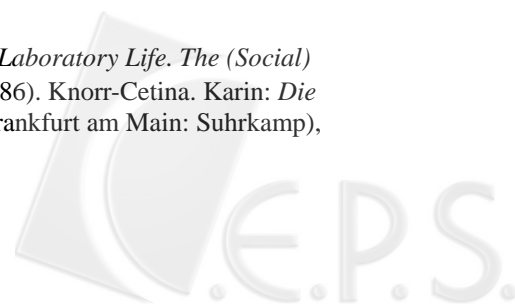 Laboratory Life. The (Social)
86). Knorr-Cetina. Karin: Die
rankfurt am Main: Suhrkamp),
C.E.P.S.